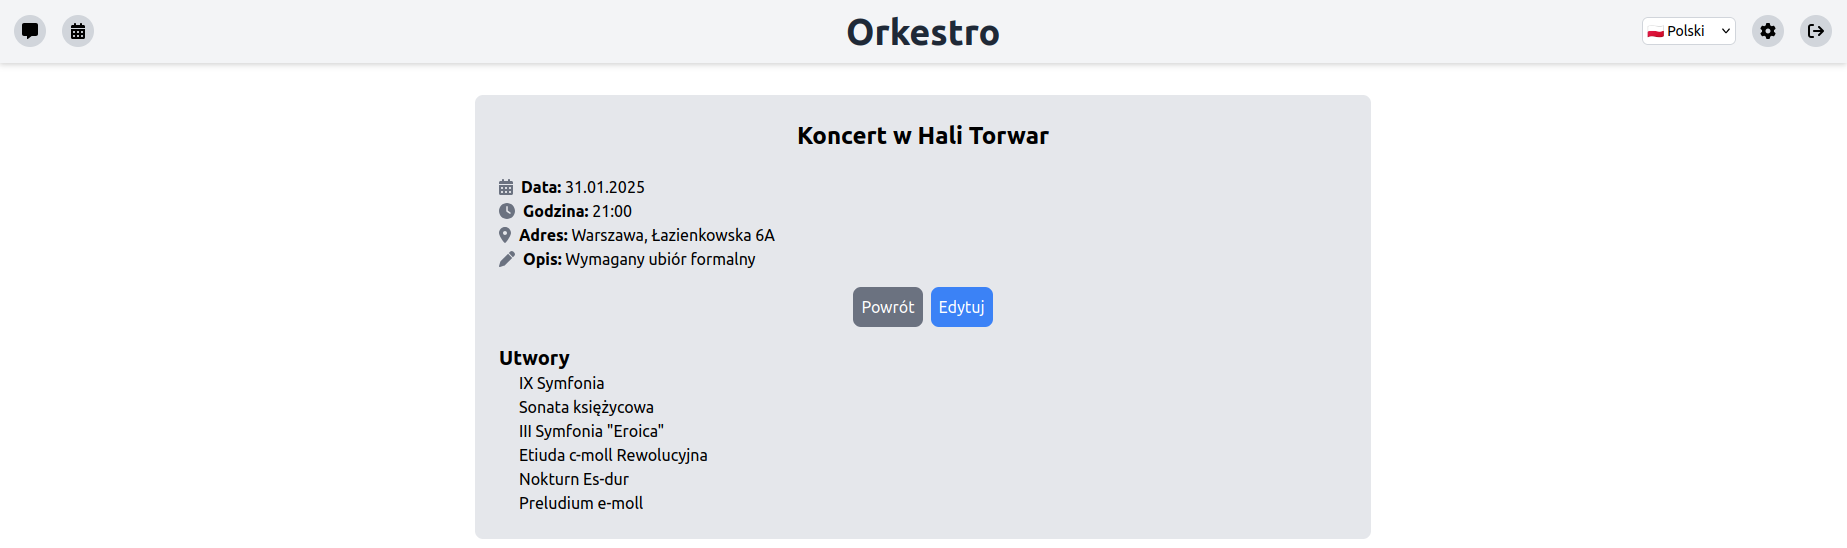 Orkestro
Polski
Koncert w Hali Torwar
Data: 31.01.2025
Godzina: 21:00
Adres: Warszawa, Łazienkowska 6A
Opis: Wymagany ubiór formalny
Powrót Edytuj
Utwory
IX Symfonia
Sonata księżycowa
III Symfonia "Eroica"
Etiuda c-moll Rewolucyjna
Nokturn Es-dur
Preludium e-moll